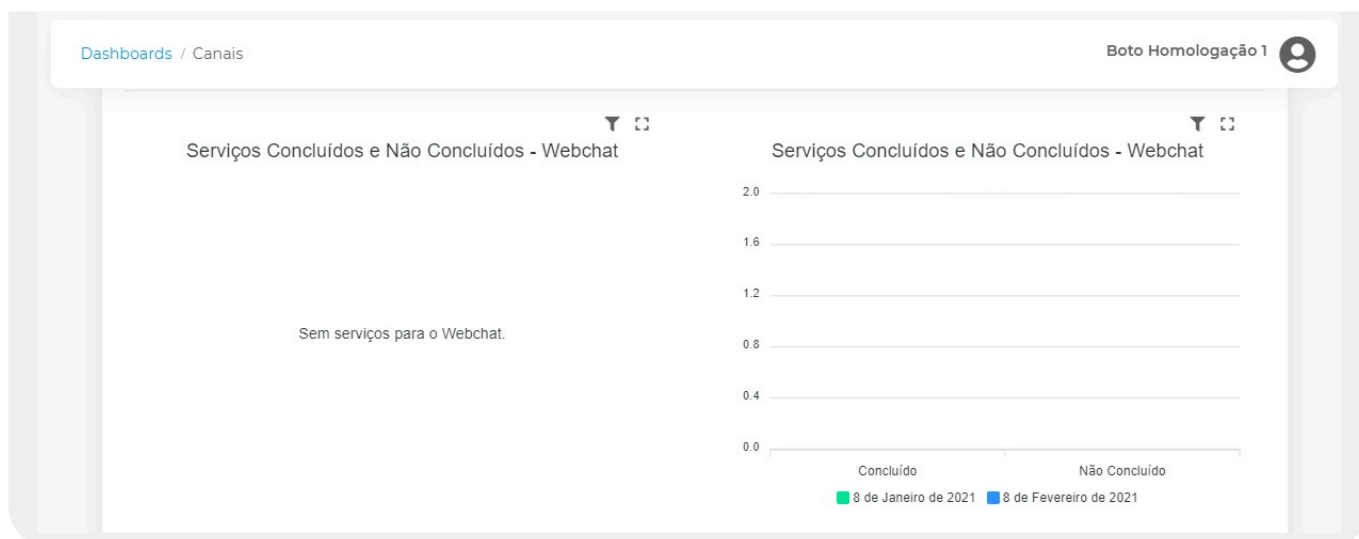 Dashboards / Canais
Boto Homologação 1
Serviços Concluídos e Não Concluídos - Webchat
Sem serviços para o Webchat.
Serviços Concluídos e Não Concluídos - Webchat
2.0
1.6
1.2
0.8
0.4
0.0
Concluído Não Concluído
8 de Janeiro de 2021 8 de Fevereiro de 2021